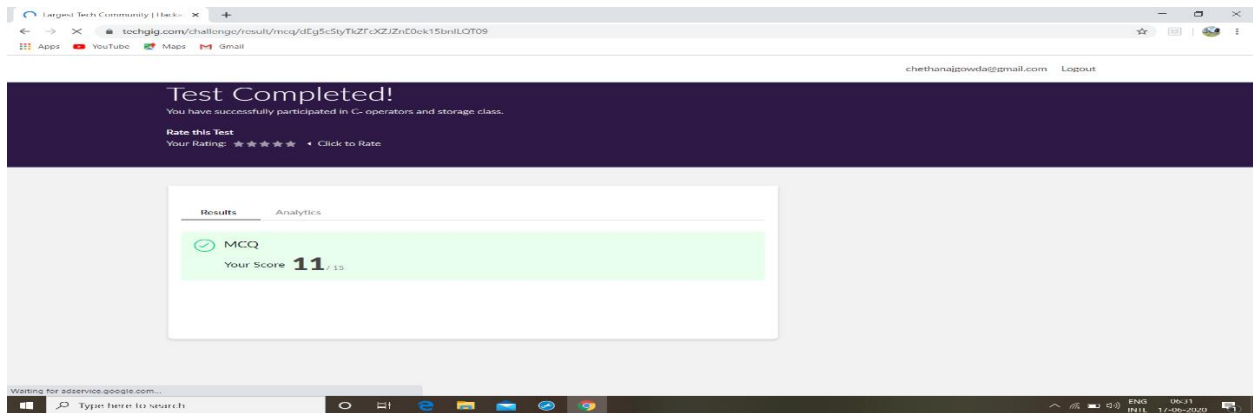 Largest Tech Community | Hacka
techgig.com/challenge/result/mcq/
Apps YouTube Maps Gmail
chethanajgowda@gmail.com Logout
Test Completed!
You have successfully participated in C- operators and storage class.
Rate this Test
Your Rating: Click to Rate
Results Analytics
MCQ
Your Score 11 / 15
Waiting for adservice.google.com...
Type here to search
ENG 06:31
INTL 17-06-2020